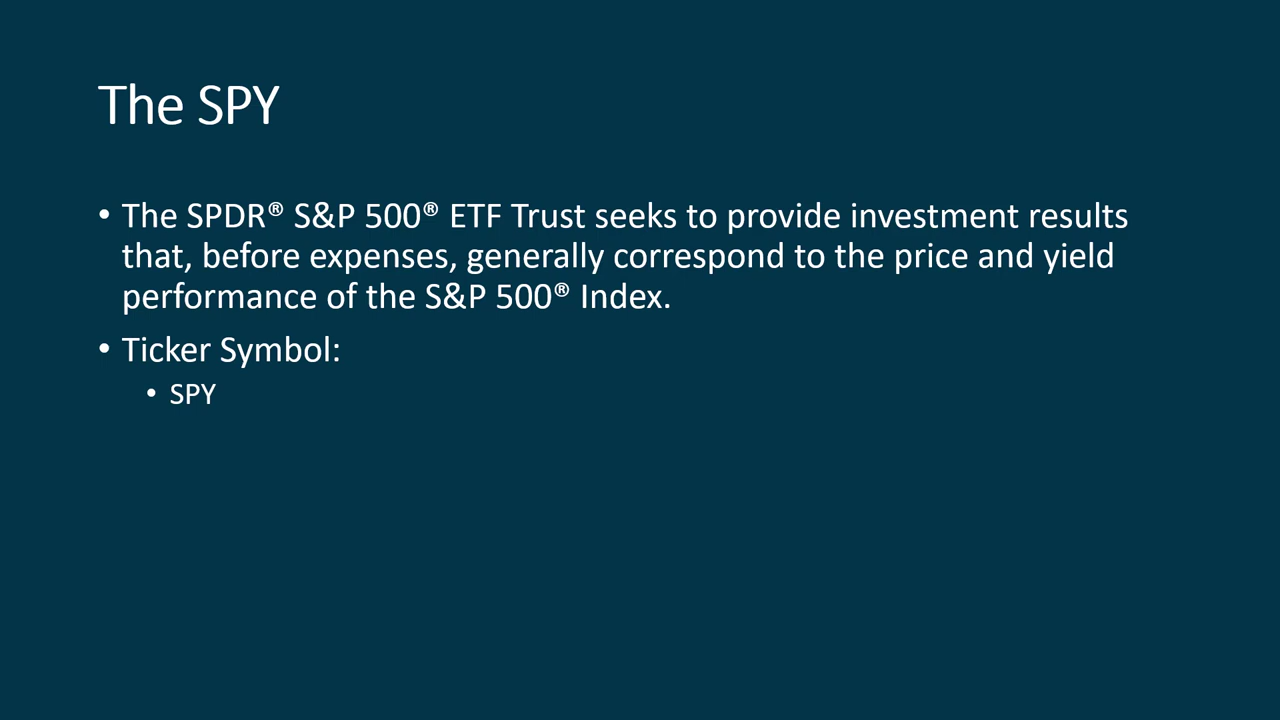 The SPY
• The SPDR® S&P 500® ETF Trust seeks to provide investment results
that, before expenses, generally correspond to the price and yield
performance of the S&P 500® Index.
• Ticker Symbol:
• SPY